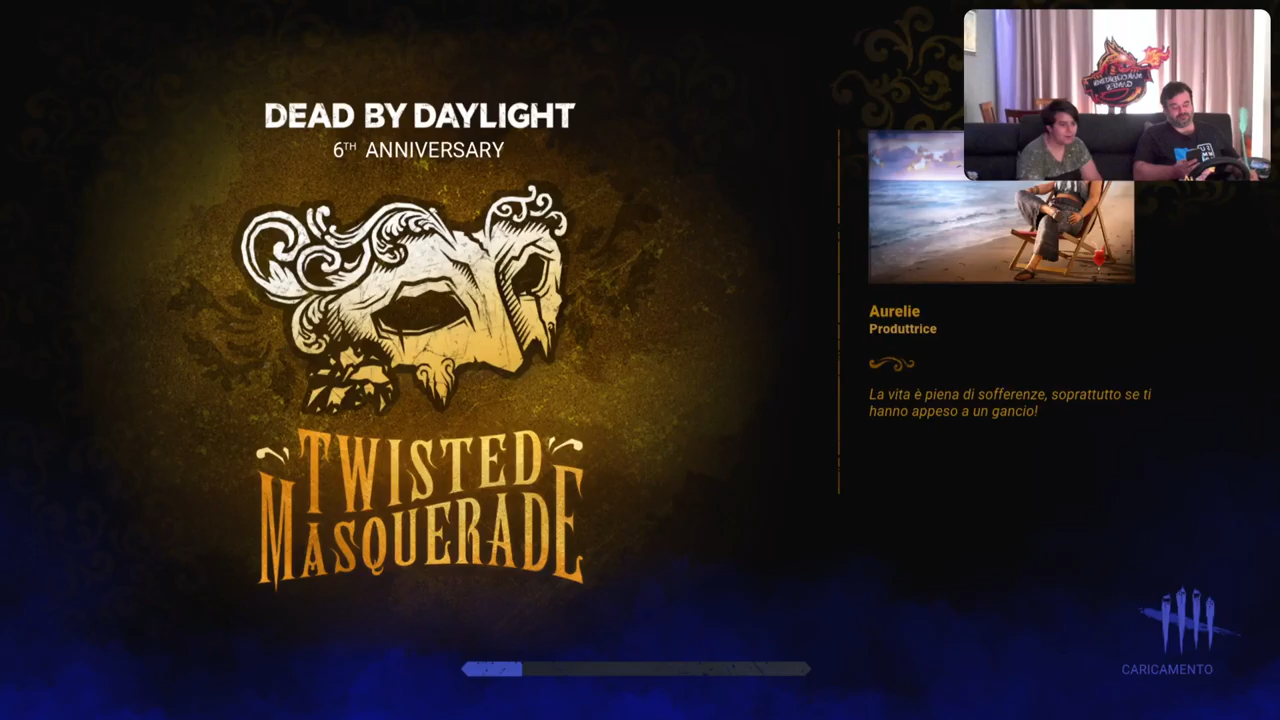 DEAD BY DAYLIGHT
6TH ANNIVERSARY
TWISTED
MASQUERADE
Aurelie
Produttrice
La vita è piena di sofferenze, soprattutto se ti
hanno appeso a un gancio!
CARICAMENTO